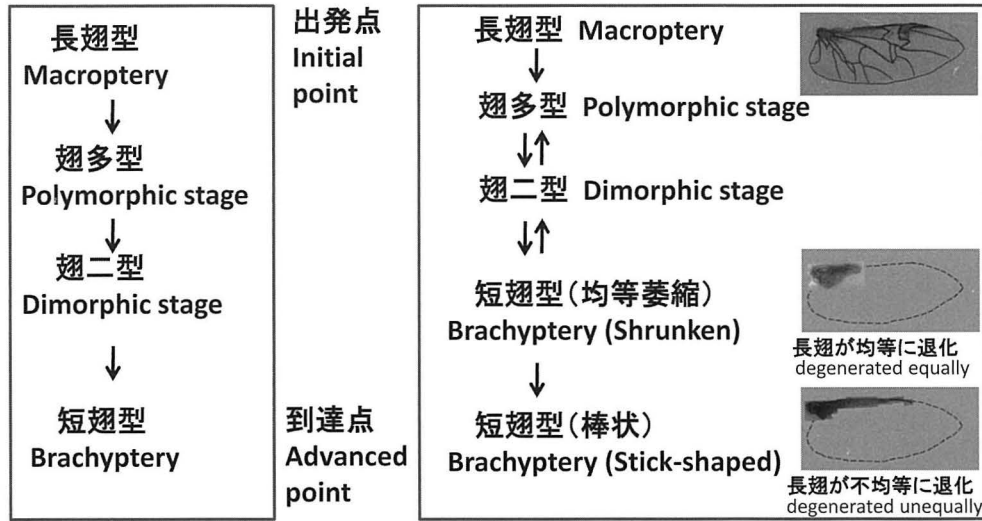 長翅型
Macroptery
↓
翅多型
Polymorphic stage
↓
翅二型
Dimorphic stage
↓
短翅型
Brachyptery
出発点
Initial
point
到達点
Advanced
point
長翅型 Macroptery
↓
翅多型 Polymorphic stage
↓↑
翅二型 Dimorphic stage
↓↑
短翅型(均等萎縮)
Brachyptery (Shrunken)
↓
短翅型(棒状)
Brachyptery (Stick-shaped)
長翅が均等に退化
degenerated equally
長翅が不均等に退化
degenerated unequally